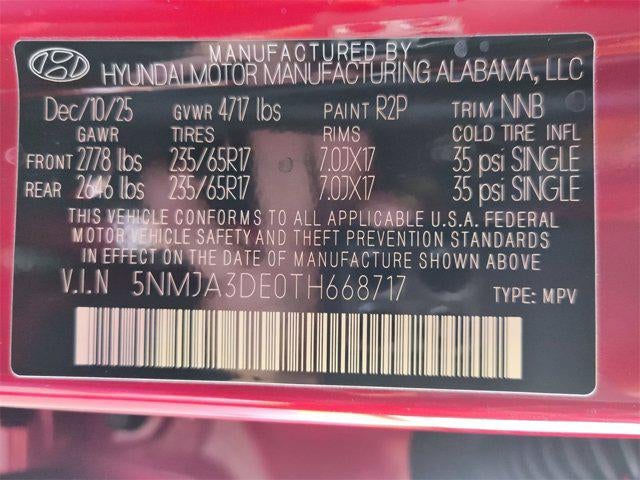 MANUFACTURED BY
HYUNDAI MOTOR MANUFACTURING ALABAMA, LLC
Dec/10/25 GVWR 4717 lbs PAINT R2P TRIM NNB
GAWR TIRES RIMS COLD TIRE INFL
FRONT 2778 lbs 235/65R17 7.0JX17 35 psi SINGLE
REAR 2646 lbs 235/65R17 7.0JX17 35 psi SINGLE
THIS VEHICLE CONFORMS TO ALL APPLICABLE U.S.A. FEDERAL
MOTOR VEHICLE SAFETY AND THEFT PREVENTION STANDARDS
IN EFFECT ON THE DATE OF MANUFACTURE SHOWN ABOVE.
V.I.N 5NMJA3DE0TH668717 TYPE: MPV